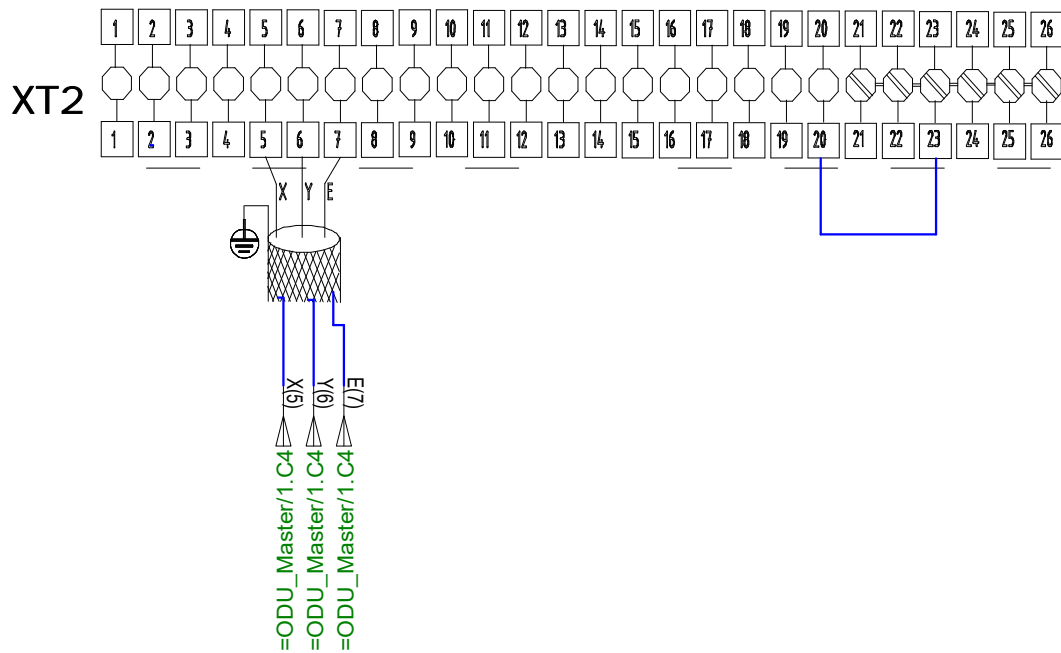 1 2 3 4 5 6 7 8 9 10 11 12 13 14 15 16 17 18 19 20 21 22 23 24 25 26
XT2
1 2 3 4 5 6 7 8 9 10 11 12 13 14 15 16 17 18 19 20 21 22 23 24 25 26
X Y E
X(5)
Y(6)
E(7)
=ODU_Master/1.C4
=ODU_Master/1.C4
=ODU_Master/1.C4